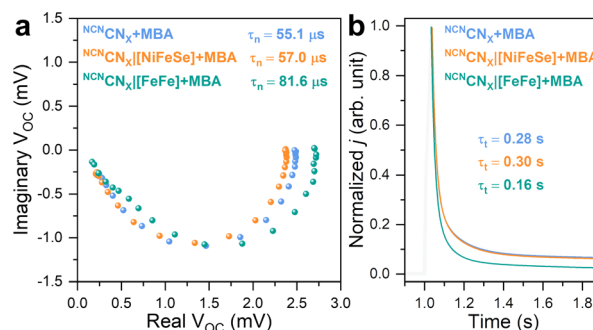 a
NCNCNX+MBA τn = 55.1 μs
NCNCNX|[NiFeSe]+MBA τn = 57.0 μs
NCNCNX|[FeFe]+MBA τn = 81.6 μs
Imaginary VOC (mV)
1.5
1.0
0.5
0.0
-0.5
-1.0
-1.5
0.0 0.5 1.0 1.5 2.0 2.5 3.0
Real VOC (mV)
b
NCNCNX+MBA
NCNCNX|[NiFeSe]+MBA
NCNCNX|[FeFe]+MBA
τt = 0.28 s
τt = 0.30 s
τt = 0.16 s
Normalized j (arb. unit)
1.0
0.8
0.6
0.4
0.2
0.0
1.0 1.2 1.4 1.6 1.8
Time (s)